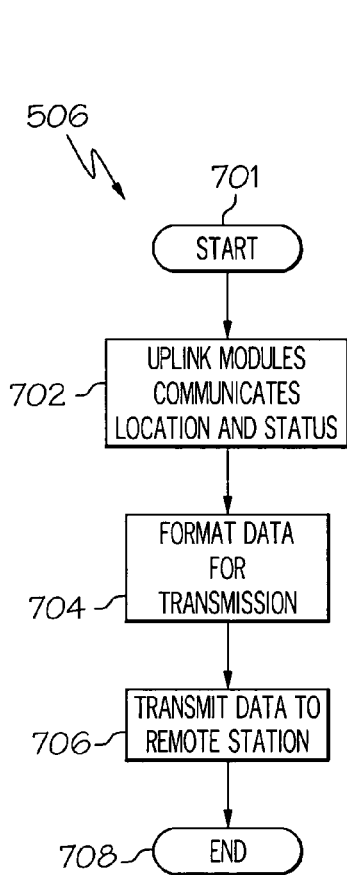 506
701
START
702
UPLINK MODULES
COMMUNICATES
LOCATION AND STATUS
704
FORMAT DATA
FOR
TRANSMISSION
706
TRANSMIT DATA TO
REMOTE STATION
708
END